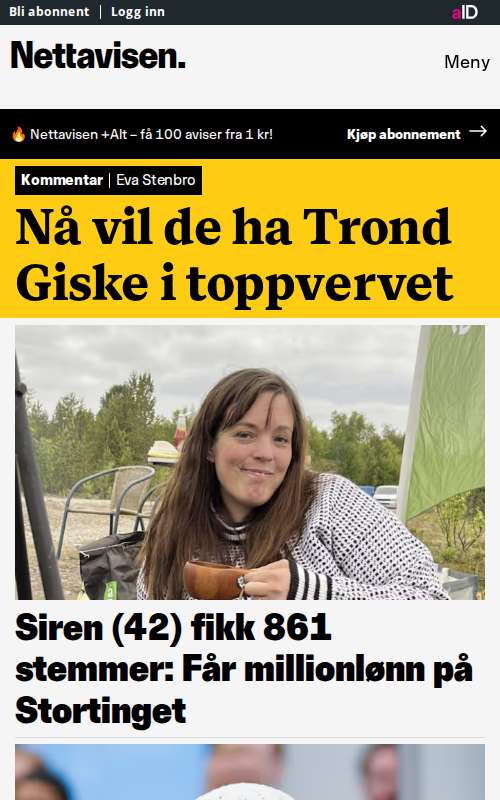 Bli abonnent | Logg inn
aID
Nettavisen.
Meny
🔥 Nettavisen +Alt – få 100 aviser fra 1 kr!
Kjøp abonnement →
Kommentar | Eva Stenbro
Nå vil de ha Trond
Giske i toppvervet
Siren (42) fikk 861
stemmer: Får millionlønn på
Stortinget